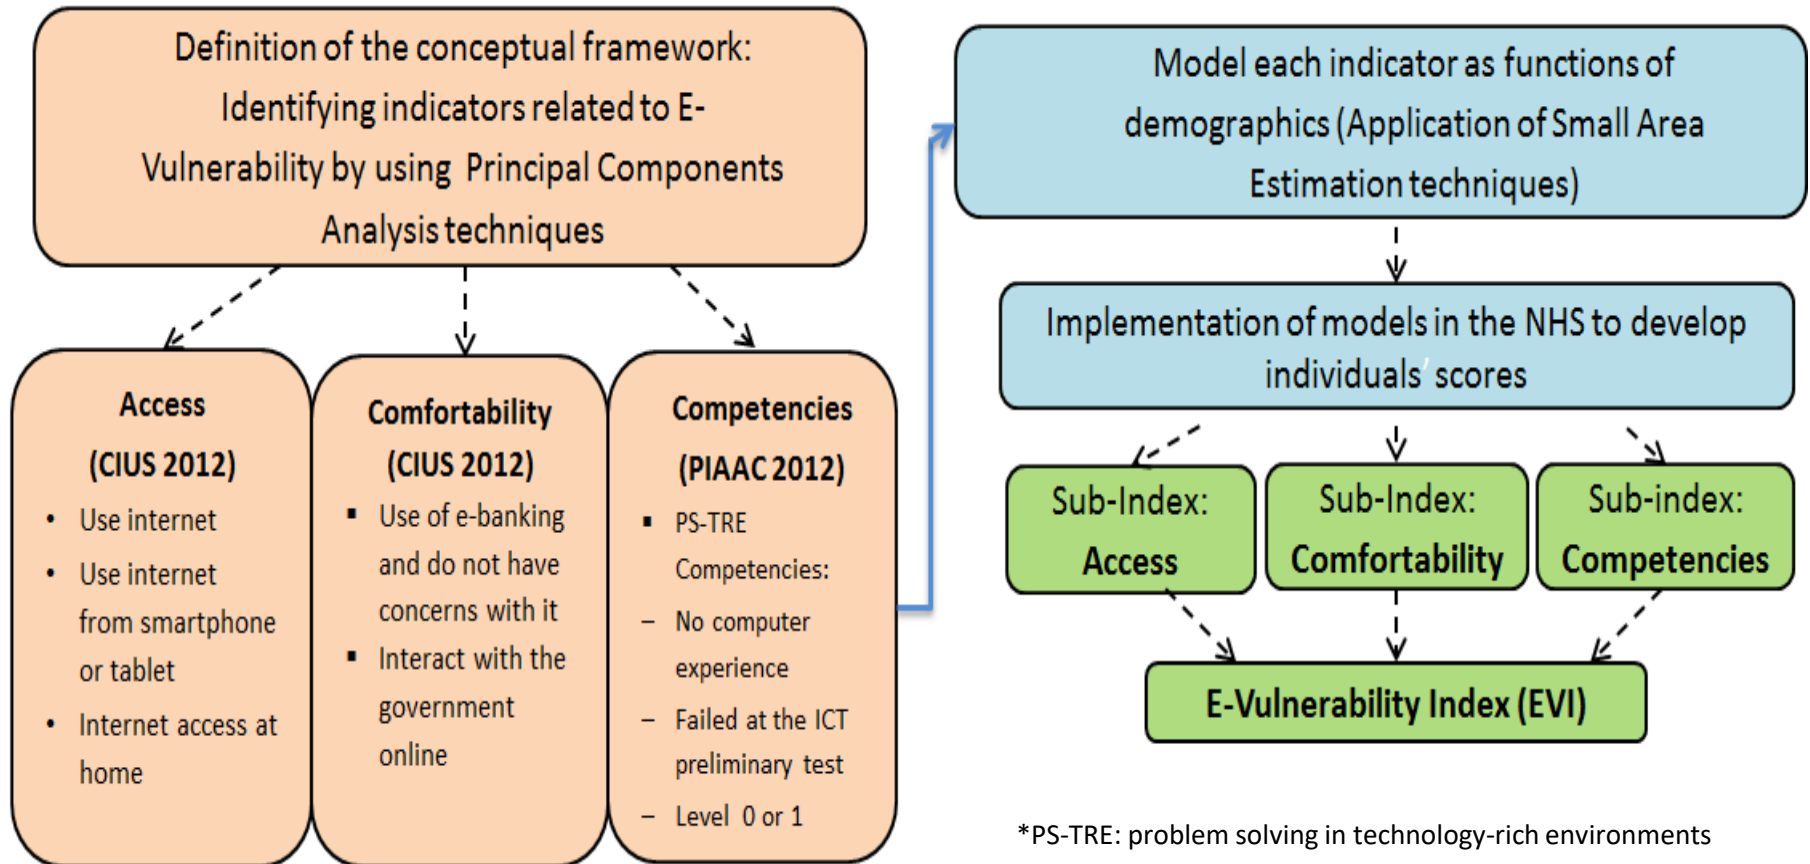 Definition of the conceptual framework:
Identifying indicators related to E-
Vulnerability by using Principal Components
Analysis techniques
Access
(CIUS 2012)
• Use internet
• Use internet
from smartphone
or tablet
• Internet access at
home
Comfortability
(CIUS 2012)
▪ Use of e-banking
and do not have
concerns with it
▪ Interact with the
government
online
Competencies
(PIAAC 2012)
▪ PS-TRE
Competencies:
– No computer
experience
– Failed at the ICT
preliminary test
– Level 0 or 1
Model each indicator as functions of
demographics (Application of Small Area
Estimation techniques)
Implementation of models in the NHS to develop
individuals' scores
Sub-Index:
Access
Sub-Index:
Comfortability
Sub-index:
Competencies
E-Vulnerability Index (EVI)
*PS-TRE: problem solving in technology-rich environments